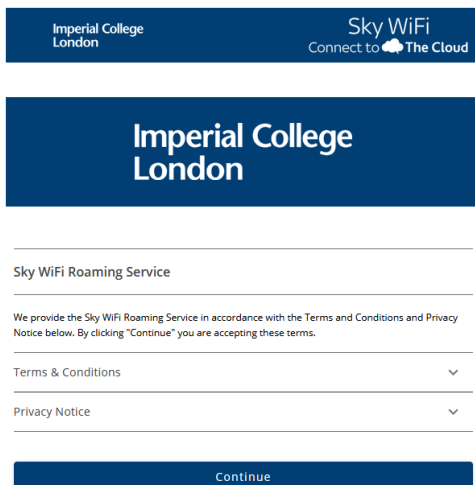 Imperial College
London
Sky WiFi
Connect to The Cloud
Imperial College
London
Sky WiFi Roaming Service
We provide the Sky WiFi Roaming Service in accordance with the Terms and Conditions and Privacy
Notice below. By clicking "Continue" you are accepting these terms.
Terms & Conditions
Privacy Notice
Continue